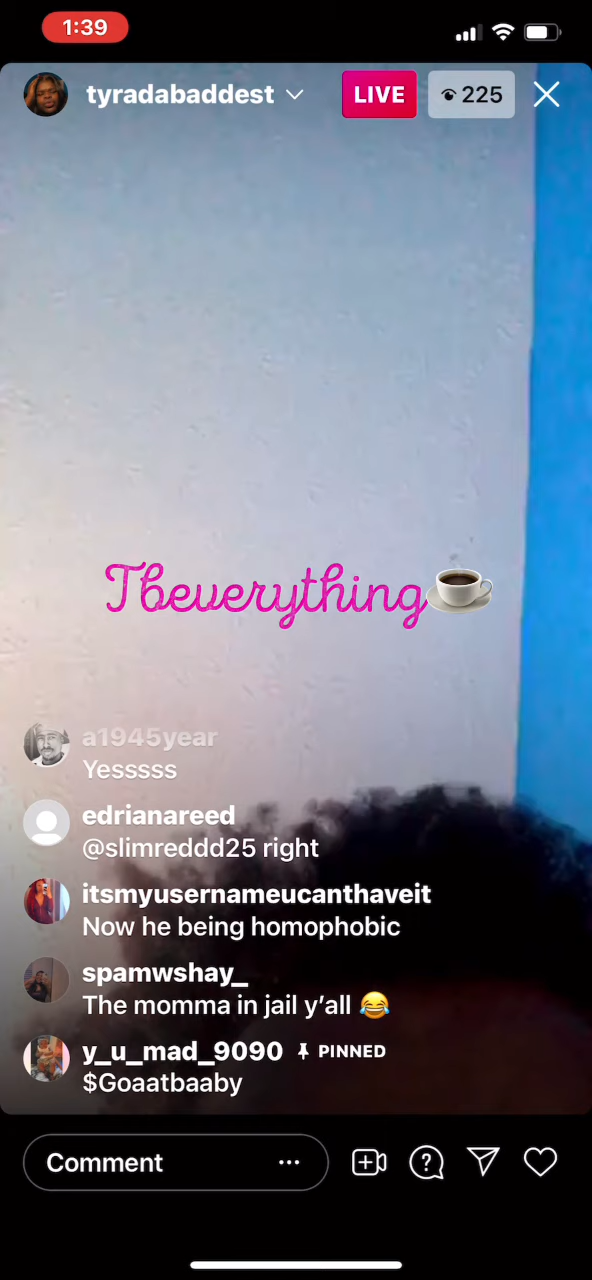 1:39
tyradabaddest
LIVE
225
Tbeverything
a1945year
Yesssss
edrianareed
@slimreddd25 right
itsmyusernameucanthaveit
Now he being homophobic
spamwshay_
The momma in jail y’all 😂
y_u_mad_9090 PINNED
$Goaatbaaby
Comment